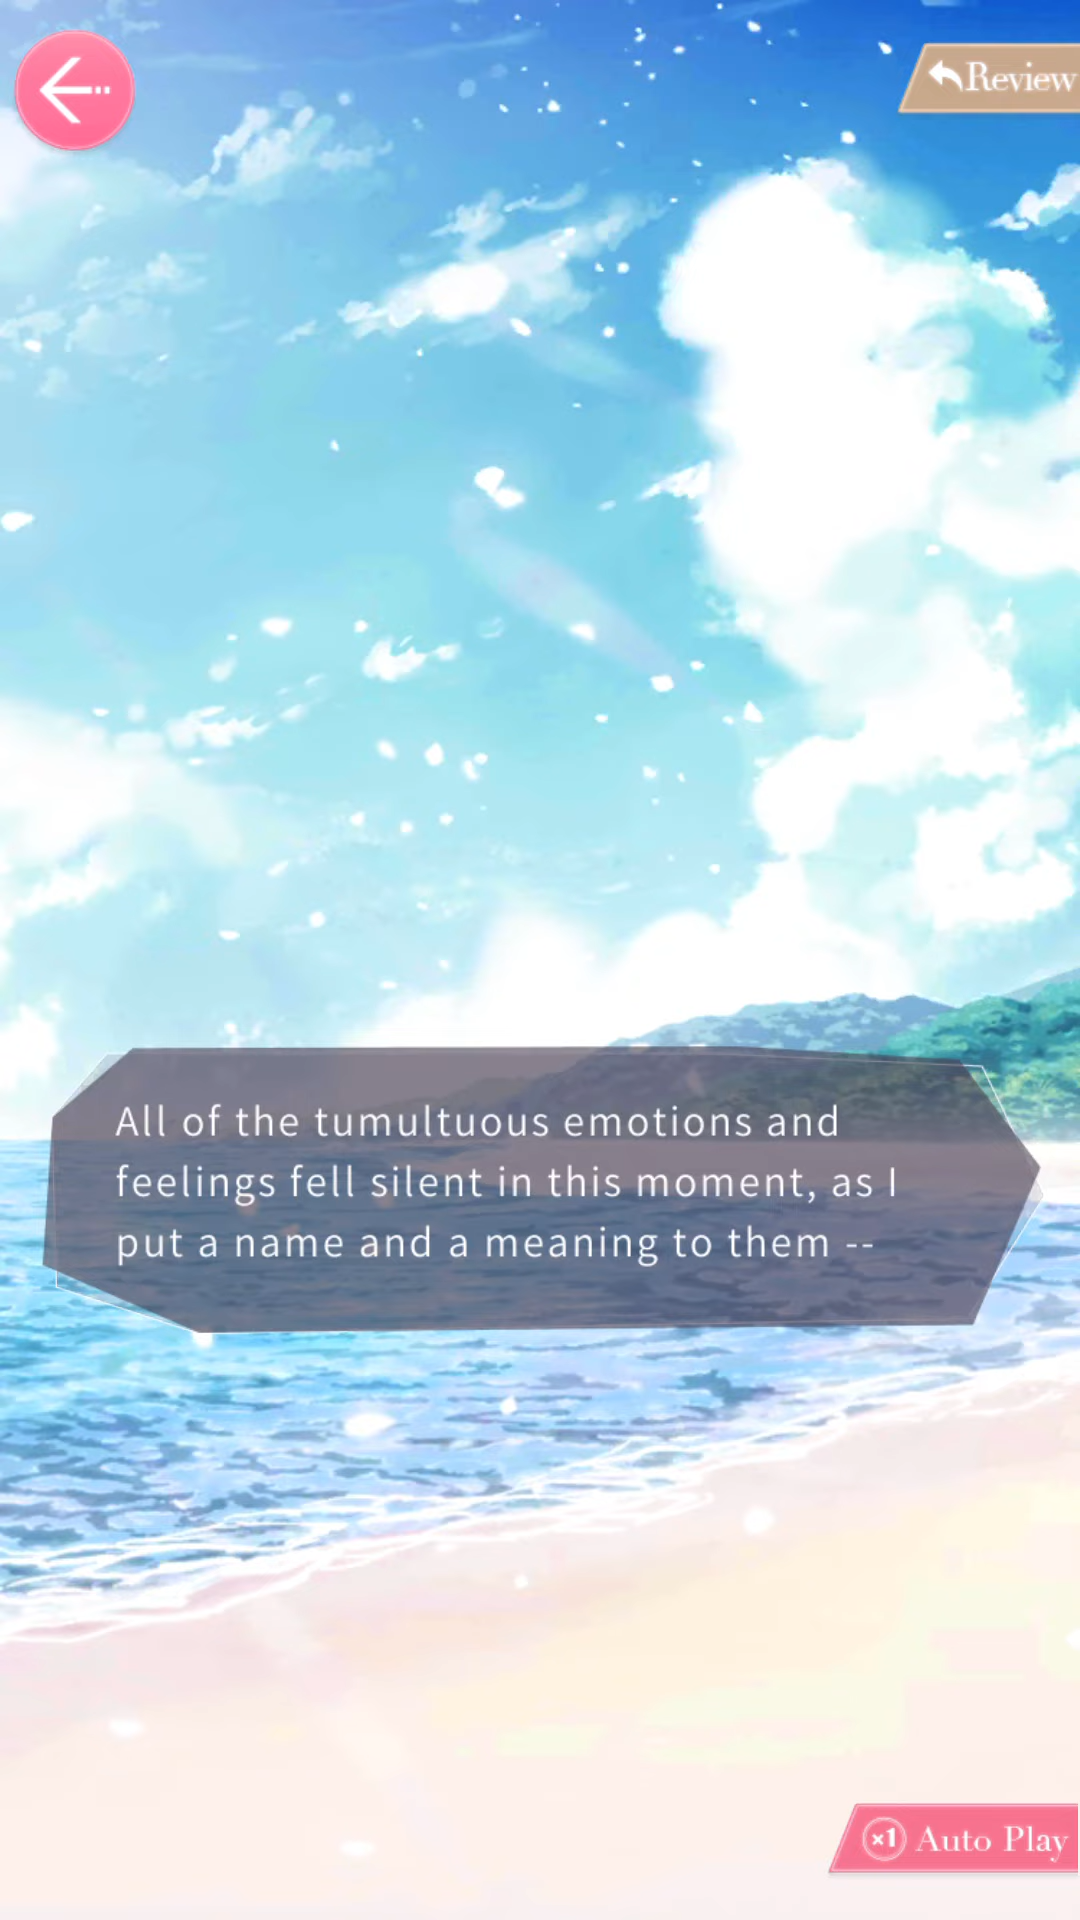 Review
All of the tumultuous emotions and
feelings fell silent in this moment, as I
put a name and a meaning to them --
×1 Auto Play